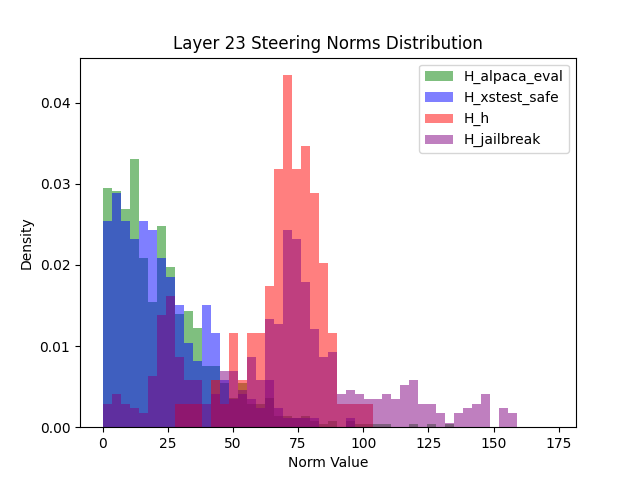 Layer 23 Steering Norms Distribution
H_alpaca_eval
H_xstest_safe
H_h
H_jailbreak
0.04
0.03
0.02
0.01
0.00
Density
0 25 50 75 100 125 150 175
Norm Value